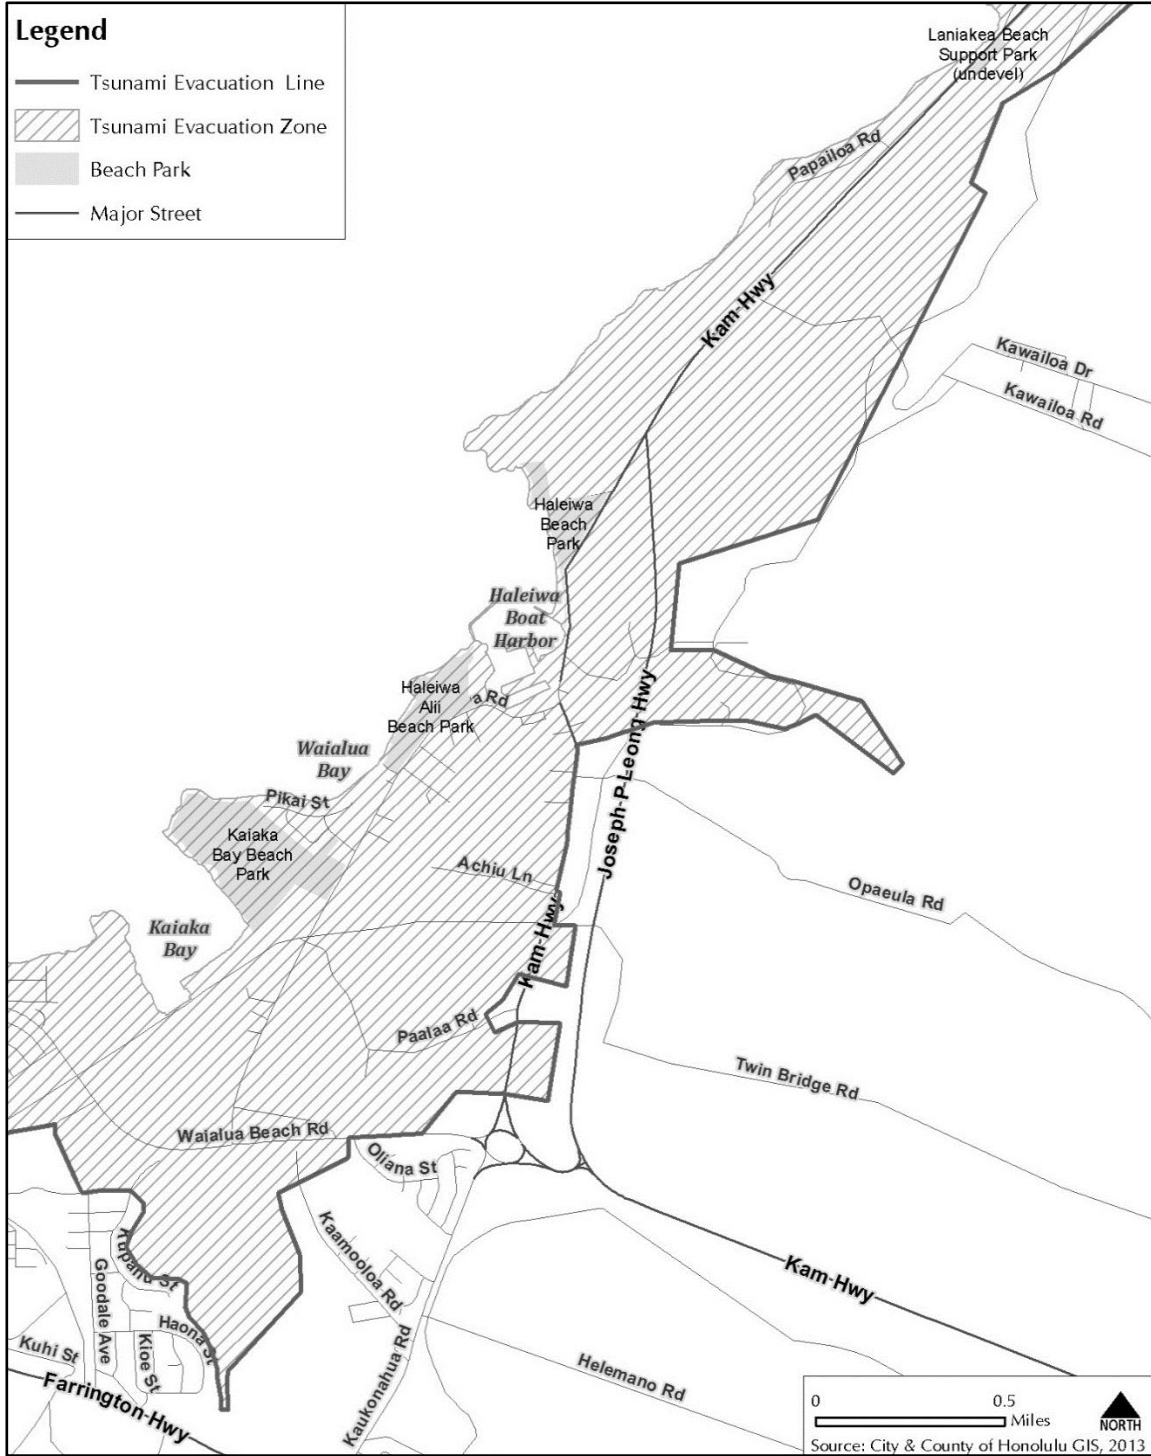 Legend
Tsunami Evacuation Line
Tsunami Evacuation Zone
Beach Park
Major Street
Laniakea Beach
Support Park
(undevel)
Papailoa Rd
Kam Hwy
Kawailoa Dr
Kawailoa Rd
Haleiwa
Beach
Park
Haleiwa
Boat
Harbor
Haleiwa
Alii
Beach Park
a Rd
Joseph P Leong Hwy
Waialua
Bay
Pikai St
Kaiaka
Bay Beach
Park
Achiu Ln
Opaeula Rd
Kaiaka
Bay
Kam Hwy
Paalaa Rd
Twin Bridge Rd
Waialua Beach Rd
Oliana St
Kupahu St
Kaamooloa Rd
Goodale Ave
Kam Hwy
Haona St
Kioe St
Kuhi St
Farrington Hwy
Kaukonahua Rd
Helemano Rd
0 0.5
Miles
NORTH
Source: City & County of Honolulu GIS, 2013